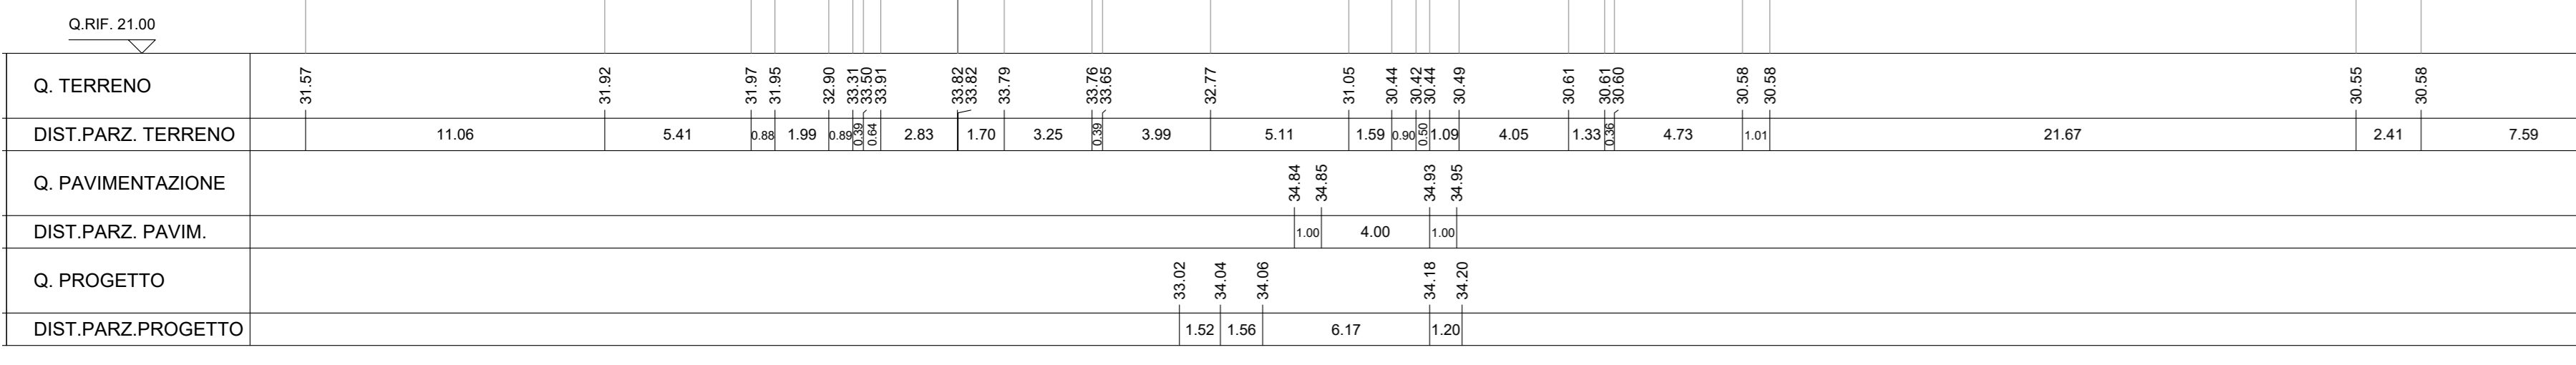 Q.RIF. 21.00
Q. TERRENO 31.57 31.92 31.97 31.95 32.90 33.31 33.50 33.91 33.82 33.82 33.79 33.76 33.65 32.77 31.05 30.44 30.42 30.44 30.49 30.61 30.61 30.60 30.58 30.58 30.55 30.58
DIST.PARZ. TERRENO 11.06 5.41 0.88 1.99 0.89 0.39 0.64 2.83 1.70 3.25 0.39 3.99 5.11 1.59 0.90 0.50 1.09 4.05 1.33 0.36 4.73 1.01 21.67 2.41 7.59
Q. PAVIMENTAZIONE 34.84 34.85 34.93 34.95
DIST.PARZ. PAVIM. 1.00 4.00 1.00
Q. PROGETTO 33.02 34.04 34.06 34.18 34.20
DIST.PARZ.PROGETTO 1.52 1.56 6.17 1.20